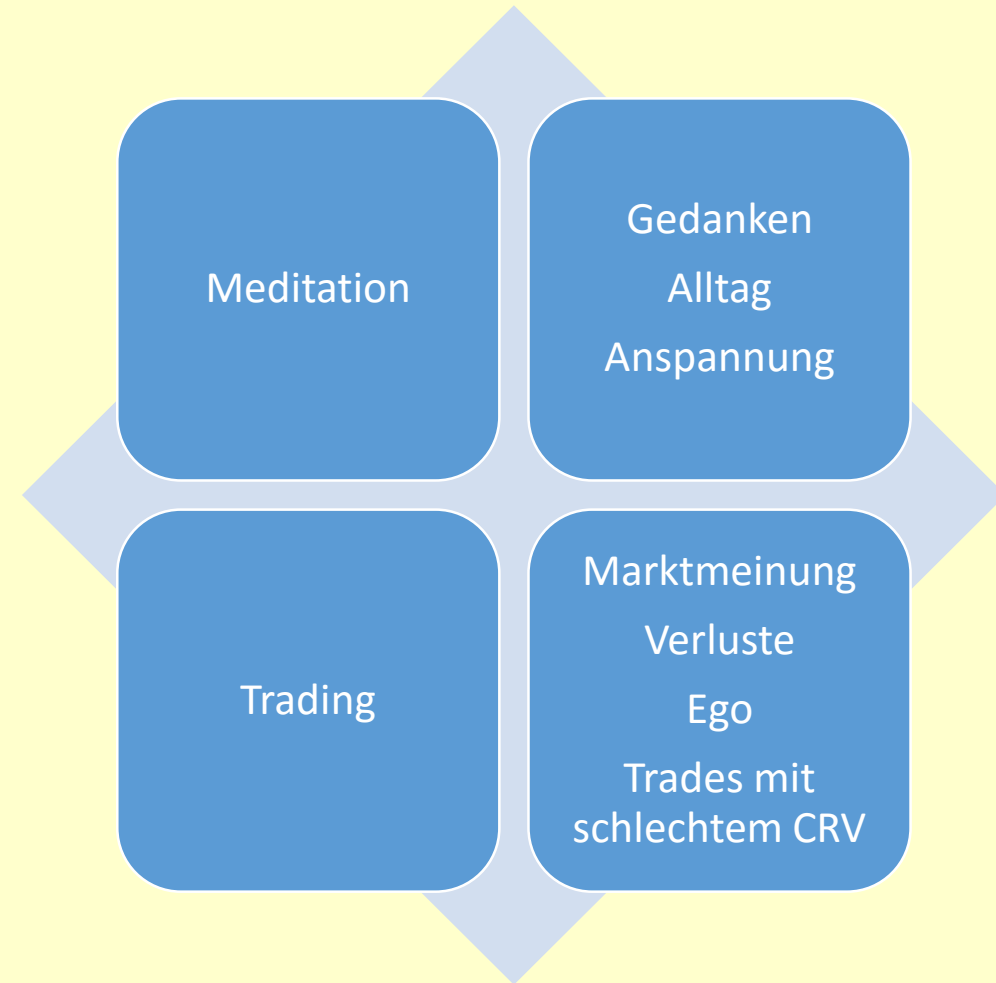 Meditation
Gedanken
Alltag
Anspannung
Trading
Marktmeinung
Verluste
Ego
Trades mit
schlechtem CRV